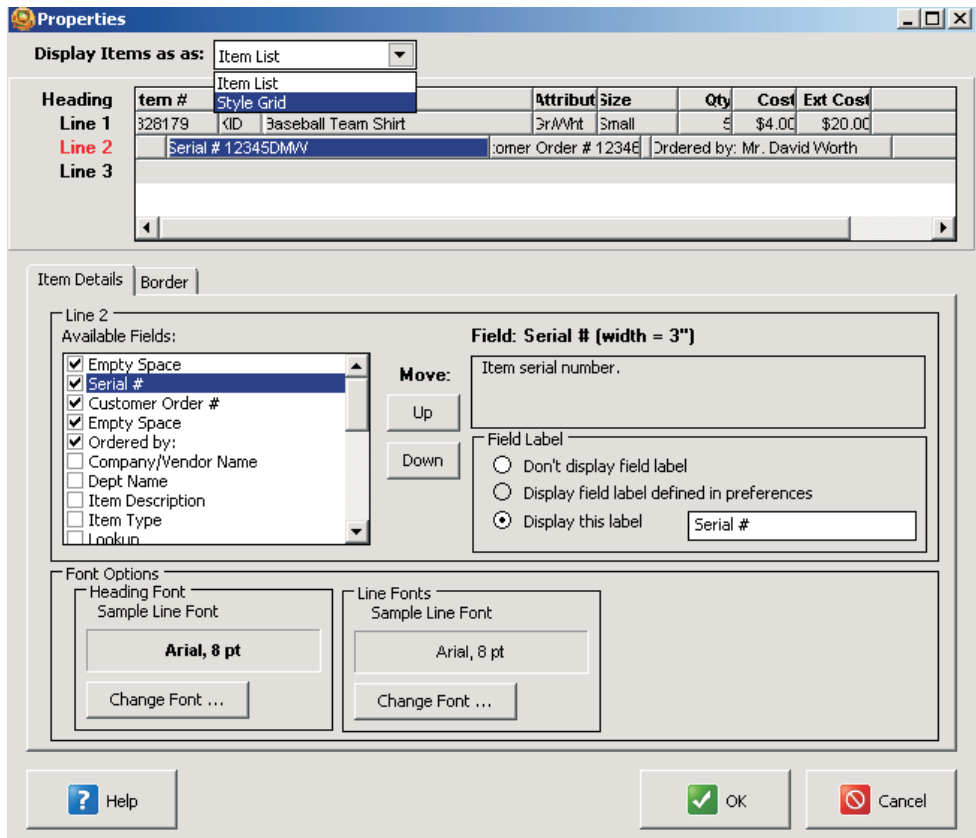 Properties
Display Items as as: Item List
Item List
Style Grid
Heading tem # Attribut Size Qty Cost Ext Cost
Line 1 328179 KID Baseball Team Shirt Gr/Wht Small 5 $4.00 $20.00
Line 2 Serial # 12345DMW omer Order # 12346 Ordered by: Mr. David Worth
Line 3
Item Details Border
Line 2
Available Fields:
Empty Space
Serial #
Customer Order #
Empty Space
Ordered by:
Company/Vendor Name
Dept Name
Item Description
Item Type
Lookup
Move:
Up
Down
Field: Serial # (width = 3")
Item serial number.
Field Label
Don't display field label
Display field label defined in preferences
Display this label Serial #
Font Options
Heading Font
Sample Line Font
Arial, 8 pt
Change Font ...
Line Fonts
Sample Line Font
Arial, 8 pt
Change Font ...
? Help OK Cancel